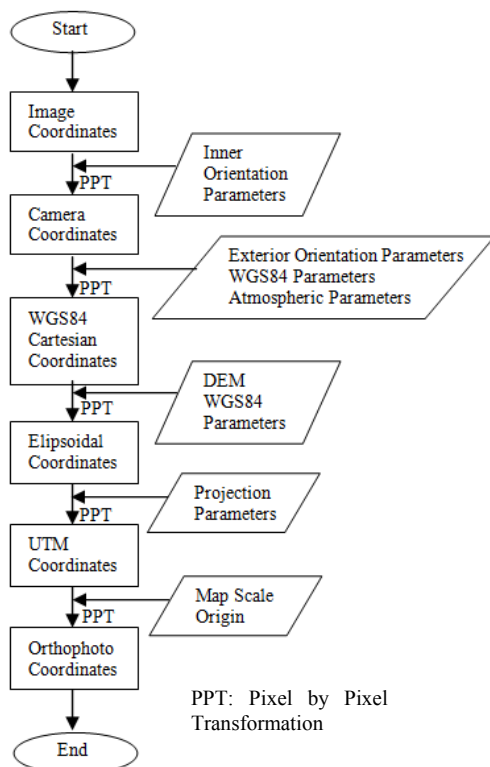 Start
Image
Coordinates
Inner
Orientation
Parameters
PPT
Camera
Coordinates
Exterior Orientation Parameters
WGS84 Parameters
Atmospheric Parameters
PPT
WGS84
Cartesian
Coordinates
DEM
WGS84
Parameters
PPT
Elipsoidal
Coordinates
Projection
Parameters
PPT
UTM
Coordinates
Map Scale
Origin
PPT
Orthophoto
Coordinates
PPT: Pixel by Pixel
Transformation
End